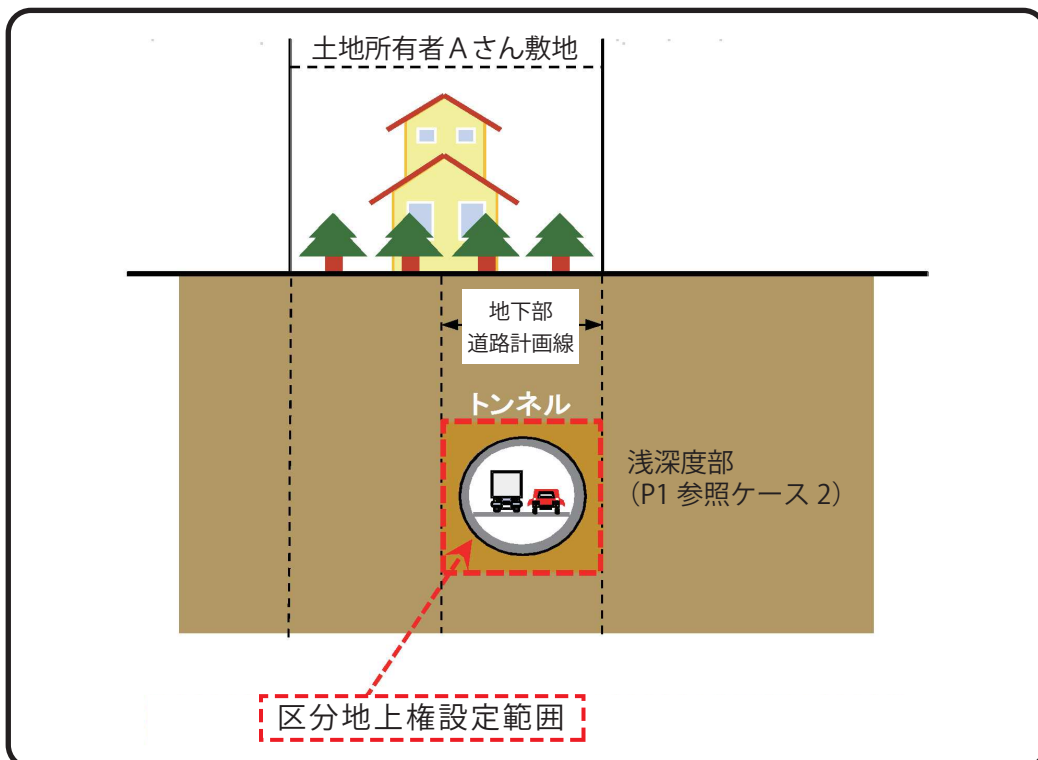 土地所有者Aさん敷地
地下部
道路計画線
トンネル
浅深度部
(P1 参照ケース 2)
区分地上権設定範囲